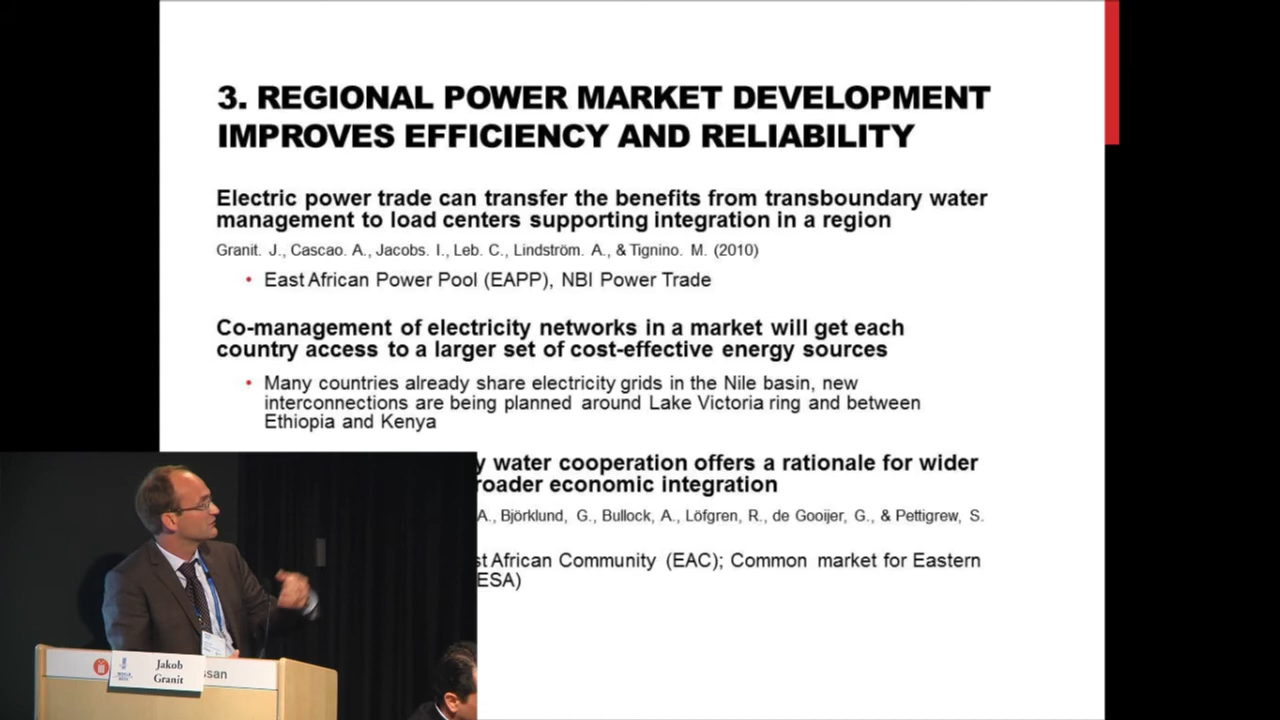 3. REGIONAL POWER MARKET DEVELOPMENT
IMPROVES EFFICIENCY AND RELIABILITY
Electric power trade can transfer the benefits from transboundary water
management to load centers supporting integration in a region
Granit. J., Cascao. A., Jacobs. I., Leb. C., Lindström. A., & Tignino. M. (2010)
• East African Power Pool (EAPP), NBI Power Trade
Co-management of electricity networks in a market will get each
country access to a larger set of cost-effective energy sources
• Many countries already share electricity grids in the Nile basin, new
interconnections are being planned around Lake Victoria ring and between
Ethiopia and Kenya
y water cooperation offers a rationale for wider
roader economic integration
A., Björklund, G., Bullock, A., Löfgren, R., de Gooijer, G., & Pettigrew, S.
st African Community (EAC); Common market for Eastern
ESA)
Jakob
Granit
ssan